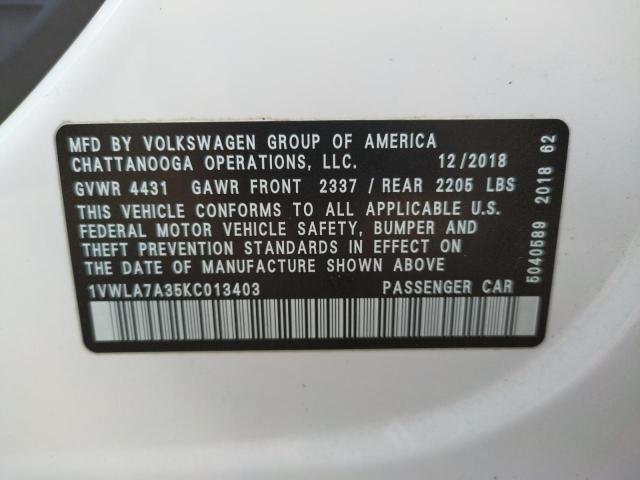 MFD BY VOLKSWAGEN GROUP OF AMERICA
CHATTANOOGA OPERATIONS, LLC. 12/2018
GVWR 4431 GAWR FRONT 2337 / REAR 2205 LBS
THIS VEHICLE CONFORMS TO ALL APPLICABLE U.S.
FEDERAL MOTOR VEHICLE SAFETY, BUMPER AND
THEFT PREVENTION STANDARDS IN EFFECT ON
THE DATE OF MANUFACTURE SHOWN ABOVE
1VWLA7A35KC013403 PASSENGER CAR
5040589 2018 62